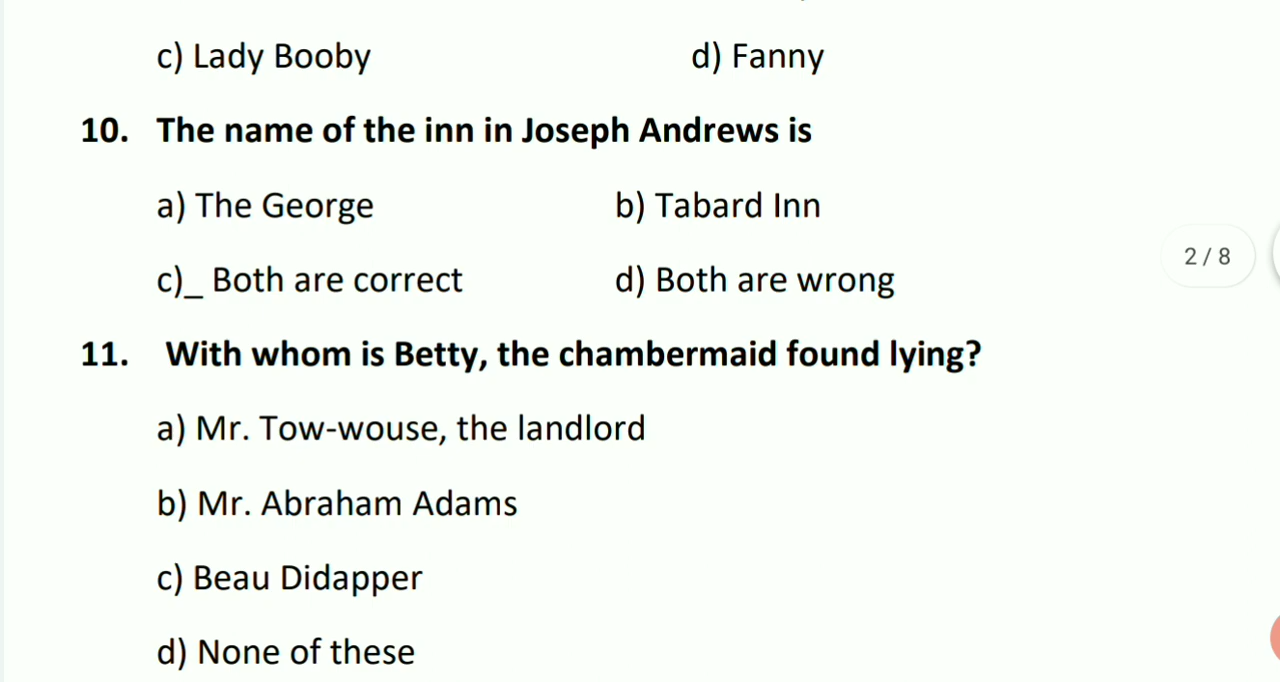 c) Lady Booby d) Fanny
10. The name of the inn in Joseph Andrews is
a) The George b) Tabard Inn
c)_ Both are correct d) Both are wrong
2 / 8
11. With whom is Betty, the chambermaid found lying?
a) Mr. Tow-wouse, the landlord
b) Mr. Abraham Adams
c) Beau Didapper
d) None of these